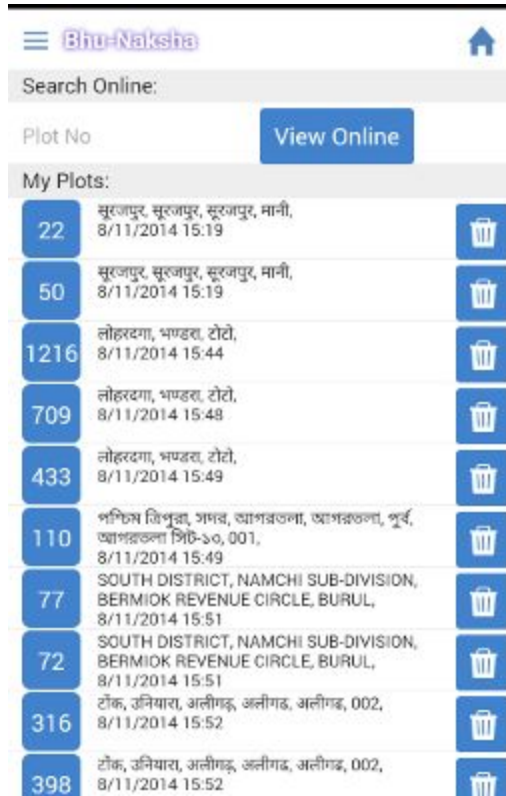 Bhu-Naksha
Search Online:
Plot No
View Online
My Plots:
22
सूरजपुर, सूरजपुर, सूरजपुर, मानी,
8/11/2014 15:19
50
सूरजपुर, सूरजपुर, सूरजपुर, मानी,
8/11/2014 15:19
1216
लोहरदगा, भण्डरा, टोटो,
8/11/2014 15:44
709
लोहरदगा, भण्डरा, टोटो,
8/11/2014 15:48
433
लोहरदगा, भण्डरा, टोटो,
8/11/2014 15:49
110
পশ্চিম ত্রিপুরা, সদর, আগরতলা, আগরতলা, পূর্ব,
আগরতলা সিট-১০, 001,
8/11/2014 15:49
77
SOUTH DISTRICT, NAMCHI SUB-DIVISION,
BERMIOK REVENUE CIRCLE, BURUL,
8/11/2014 15:51
72
SOUTH DISTRICT, NAMCHI SUB-DIVISION,
BERMIOK REVENUE CIRCLE, BURUL,
8/11/2014 15:51
316
टोंक, उनियारा, अलीगढ़, अलीगढ, अलीगढ, 002,
8/11/2014 15:52
398
टोंक, उनियारा, अलीगढ़, अलीगढ, अलीगढ, 002,
8/11/2014 15:52